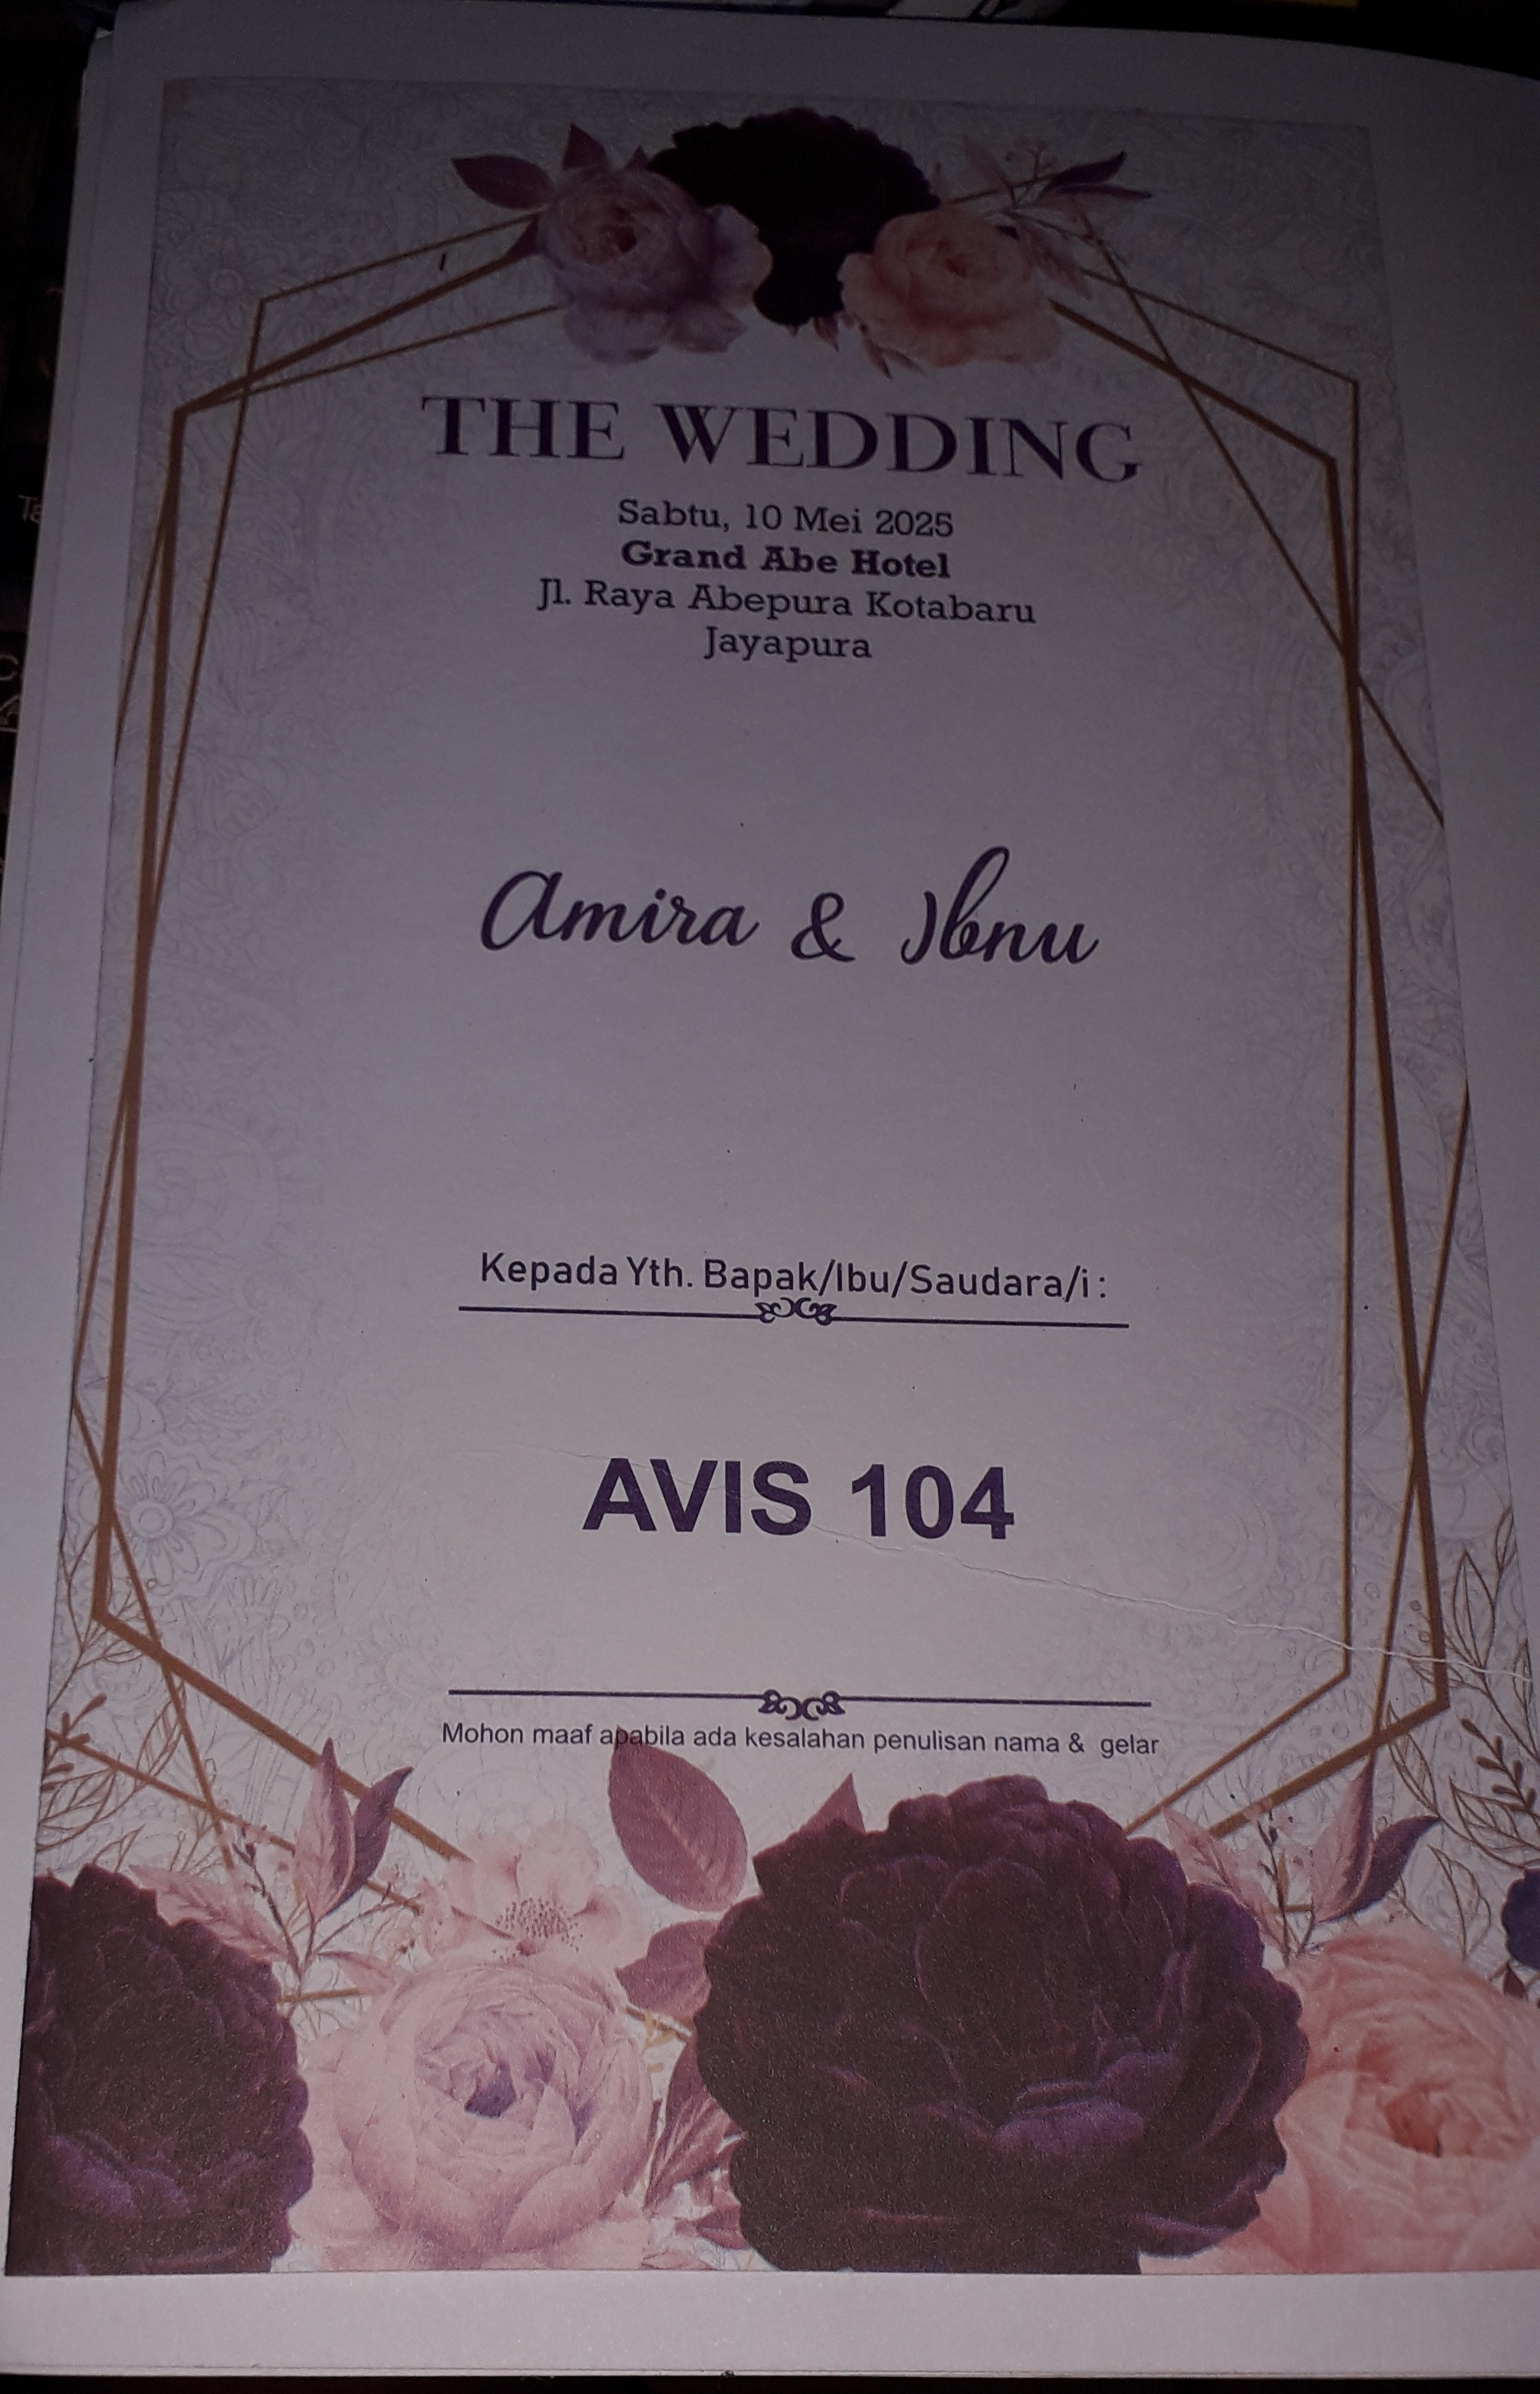 THE WEDDING
Sabtu, 10 Mei 2025
Grand Abe Hotel
Jl. Raya Abepura Kotabaru
Jayapura
Amira & Ibnu
Kepada Yth. Bapak/Ibu/Saudara/i :
AVIS 104
Mohon maaf apabila ada kesalahan penulisan nama & gelar